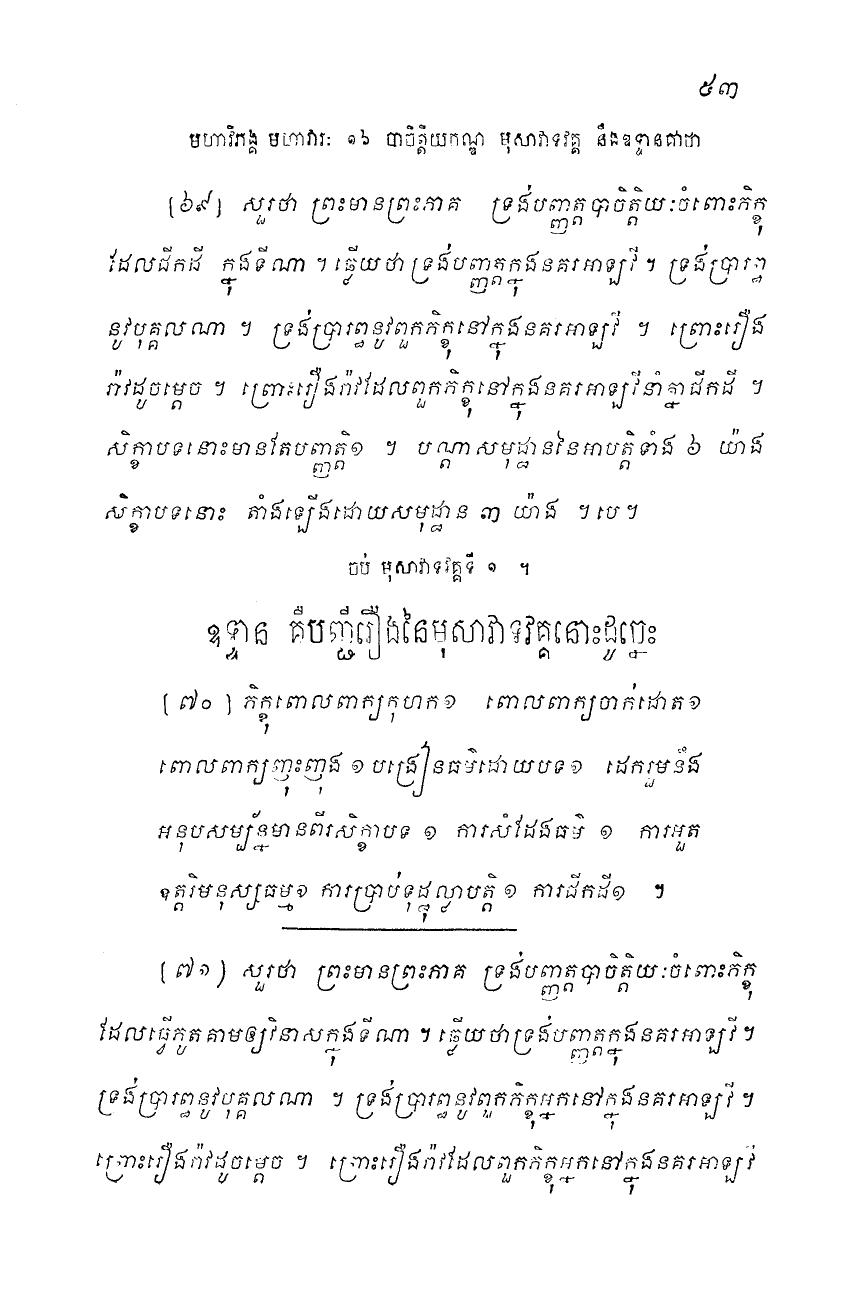 ៥៣
មហាវិភង្គ មហាវារៈ ១៦ បាចិត្តិយកណ្ឌ មុសាវាទវគ្គ នឹងឧទ្ទានគាថា
[៦៩] សួរថា ព្រះមានព្រះភាគ ទ្រង់បញ្ញត្តបាចិត្តិយៈចំពោះភិក្ខុ
ដែលជីកដី ក្នុងទីណា ។ ធ្វើយថា ទ្រង់បញ្ញត្តក្នុងនគរអាឡវី ។ ទ្រង់ប្រារព្ធ
នូវបុគ្គលណា ។ ទ្រង់ប្រារព្ធនូវពួកភិក្ខុនៅក្នុងនគរអាឡវី ។ ព្រោះរឿង
រ៉ាវដូចម្តេច ។ ព្រោះរឿងរ៉ាវដែលពួកភិក្ខុនៅក្នុងនគរអាឡវីនាំគ្នាជីកដី ។
សិក្ខាបទនោះមានតែបញ្ញត្តិ១ ។ បណ្តាសមុដ្ឋាននៃអាបត្តិទាំង ៦ យ៉ាង
សិក្ខាបទនោះ តាំងឡើងដោយសមុដ្ឋាន ៣ យ៉ាង ។បេ។
ចប់ មុសាវាទវគ្គទី ១ ។
ឧទ្ទាន គឺបញ្ជីរឿងនៃមុសាវាទវគ្គនោះដូច្នេះ
[៧០] ភិក្ខុពោលពាក្យកុហក១ ពោលពាក្យចាក់ដោត១
ពោលពាក្យញុះញុង ១ បង្រៀនធម៌ដោយបទ១ ដេករួមនឹង
អនុបសម្បន្នមានពីរសិក្ខាបទ ១ ការសំដែងធម៌ ១ ការអួត
ឧត្តរិមនុស្សធម្ម១ ការប្រាប់ទុដ្ឋុល្លាបត្តិ ១ ការជីកដី១ ។
[៧១] សួរថា ព្រះមានព្រះភាគ ទ្រង់បញ្ញត្តបាចិត្តិយៈចំពោះភិក្ខុ
ដែលធ្វើភូតគាមឲ្យវិនាសក្នុងទីណា ។ ធ្វើយថាទ្រង់បញ្ញត្តក្នុងនគរអាឡវី ។
ទ្រង់ប្រារព្ធនូវបុគ្គលណា ។ ទ្រង់ប្រារព្ធនូវពួកភិក្ខុអ្នកនៅក្នុងនគរអាឡវី ។
ព្រោះរឿងរ៉ាវដូចម្តេច ។ ព្រោះរឿងរ៉ាវដែលពួកភិក្ខុអ្នកនៅក្នុងនគរអាឡវី